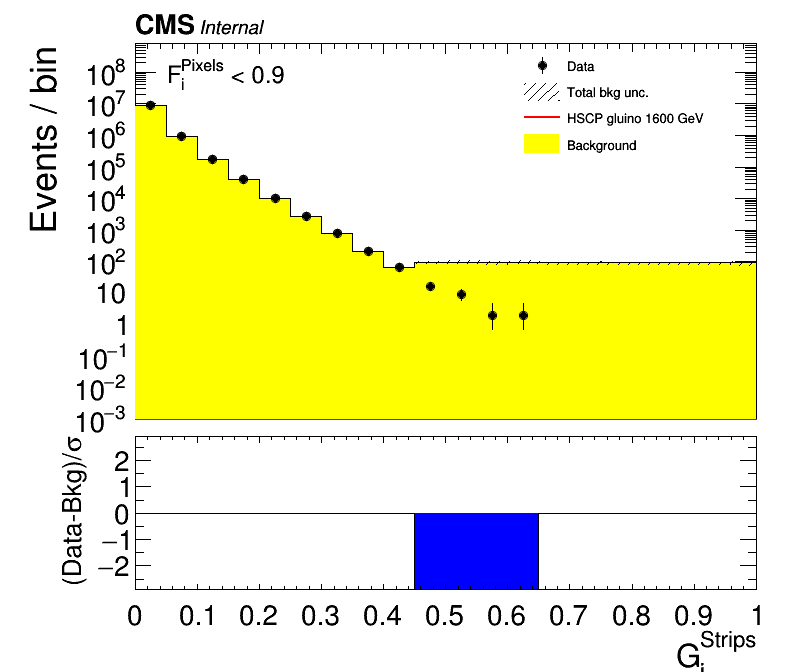 CMS Internal
F_i^Pixels < 0.9
Data
Total bkg unc.
HSCP gluino 1600 GeV
Background
Events / bin
10^8
10^7
10^6
10^5
10^4
10^3
10^2
10
1
10^−1
10^−2
10^−3
(Data-Bkg)/σ
2
1
0
−1
−2
0 0.1 0.2 0.3 0.4 0.5 0.6 0.7 0.8 0.9 1
G_i^Strips